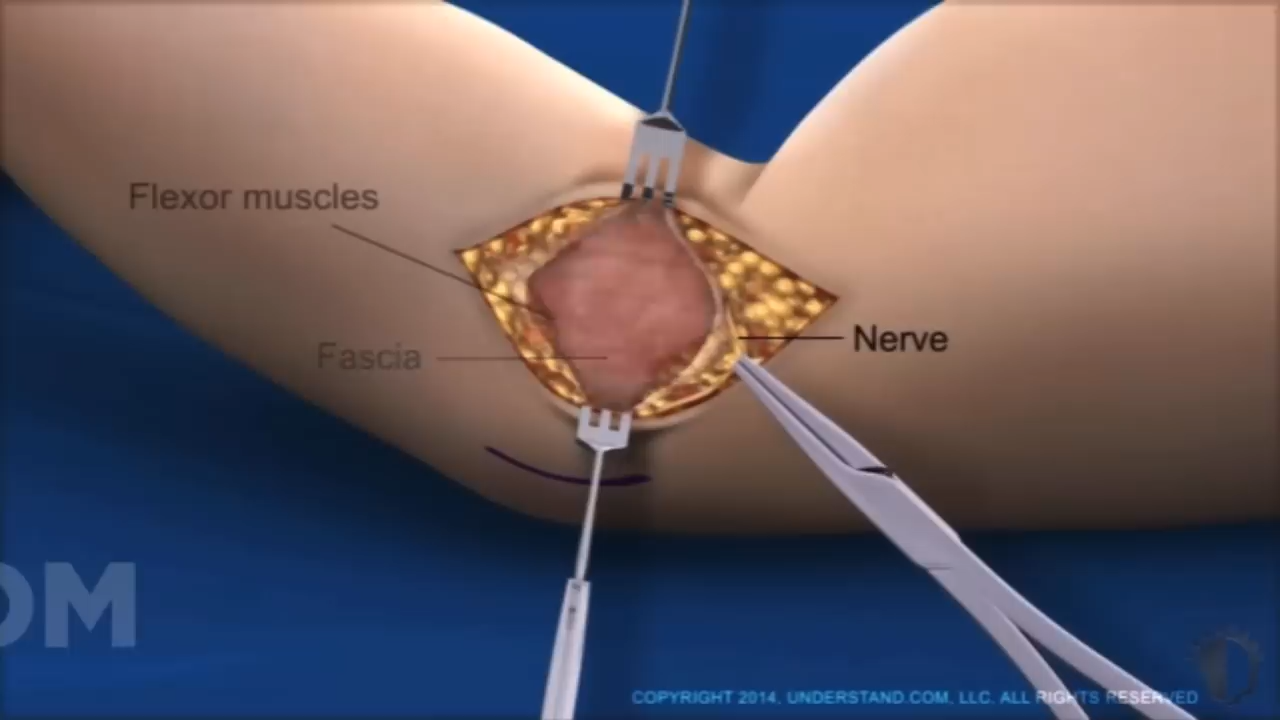 Flexor muscles
Nerve
Fascia
OM
COPYRIGHT 2014, UNDERSTAND.COM, LLC. ALL RIGHTS RESERVED